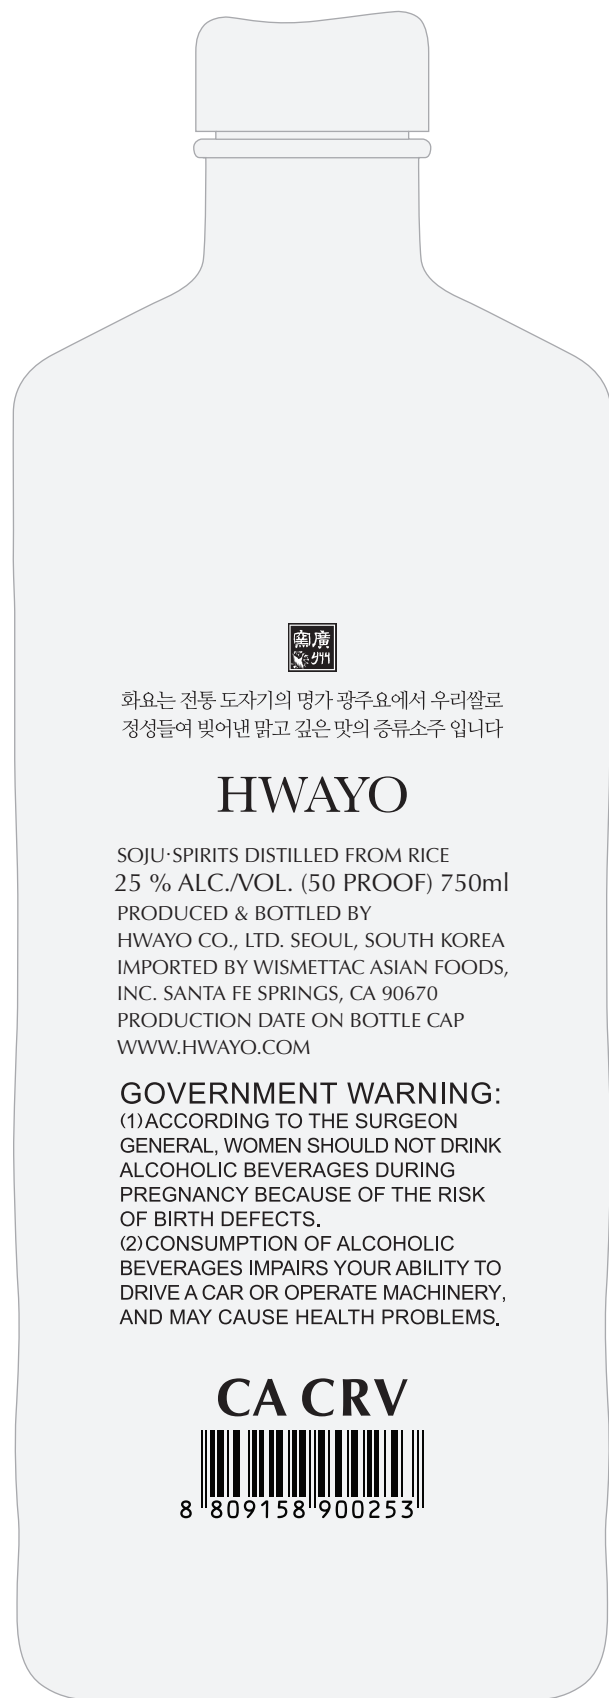 窯廣
州
화요는 전통 도자기의 명가 광주요에서 우리쌀로
정성들여 빚어낸 맑고 깊은 맛의 증류소주 입니다
HWAYO
SOJU·SPIRITS DISTILLED FROM RICE
25 % ALC./VOL. (50 PROOF) 750ml
PRODUCED & BOTTLED BY
HWAYO CO., LTD. SEOUL, SOUTH KOREA
IMPORTED BY WISMETTAC ASIAN FOODS,
INC. SANTA FE SPRINGS, CA 90670
PRODUCTION DATE ON BOTTLE CAP
WWW.HWAYO.COM
GOVERNMENT WARNING:
(1)ACCORDING TO THE SURGEON
GENERAL, WOMEN SHOULD NOT DRINK
ALCOHOLIC BEVERAGES DURING
PREGNANCY BECAUSE OF THE RISK
OF BIRTH DEFECTS.
(2)CONSUMPTION OF ALCOHOLIC
BEVERAGES IMPAIRS YOUR ABILITY TO
DRIVE A CAR OR OPERATE MACHINERY,
AND MAY CAUSE HEALTH PROBLEMS.
CA CRV
8 809158 900253